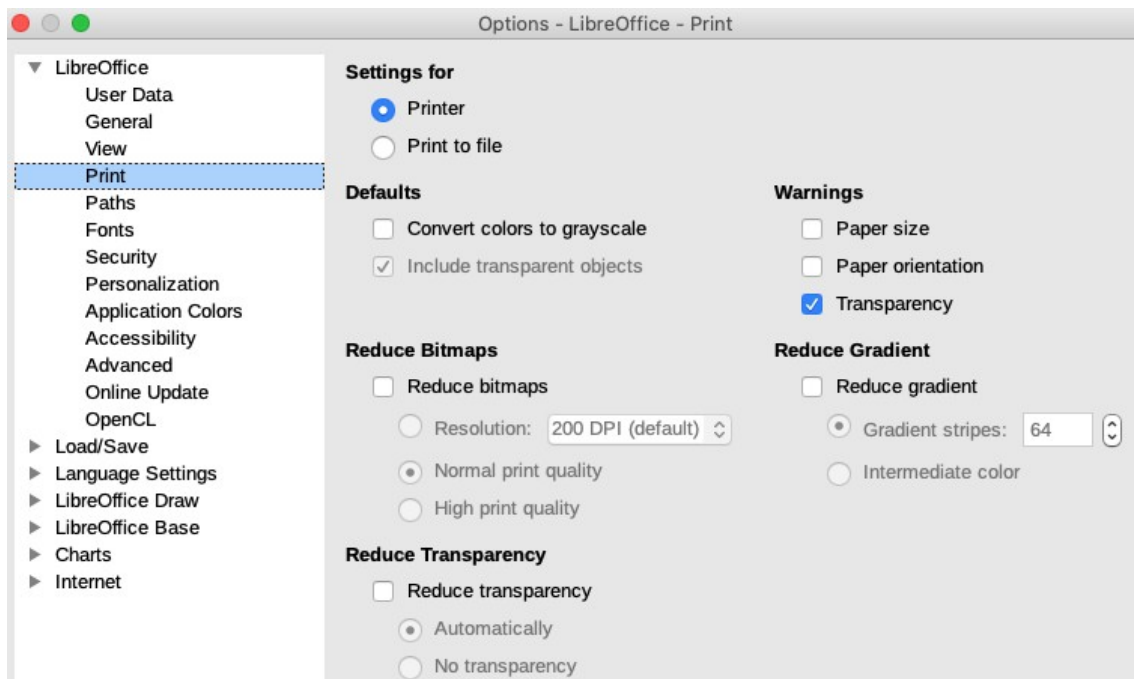 Options - LibreOffice - Print
LibreOffice
User Data
General
View
Print
Paths
Fonts
Security
Personalization
Application Colors
Accessibility
Advanced
Online Update
OpenCL
Load/Save
Language Settings
LibreOffice Draw
LibreOffice Base
Charts
Internet
Settings for
Printer
Print to file
Defaults
Convert colors to grayscale
Include transparent objects
Warnings
Paper size
Paper orientation
Transparency
Reduce Bitmaps
Reduce bitmaps
Resolution: 200 DPI (default)
Normal print quality
High print quality
Reduce Gradient
Reduce gradient
Gradient stripes: 64
Intermediate color
Reduce Transparency
Reduce transparency
Automatically
No transparency